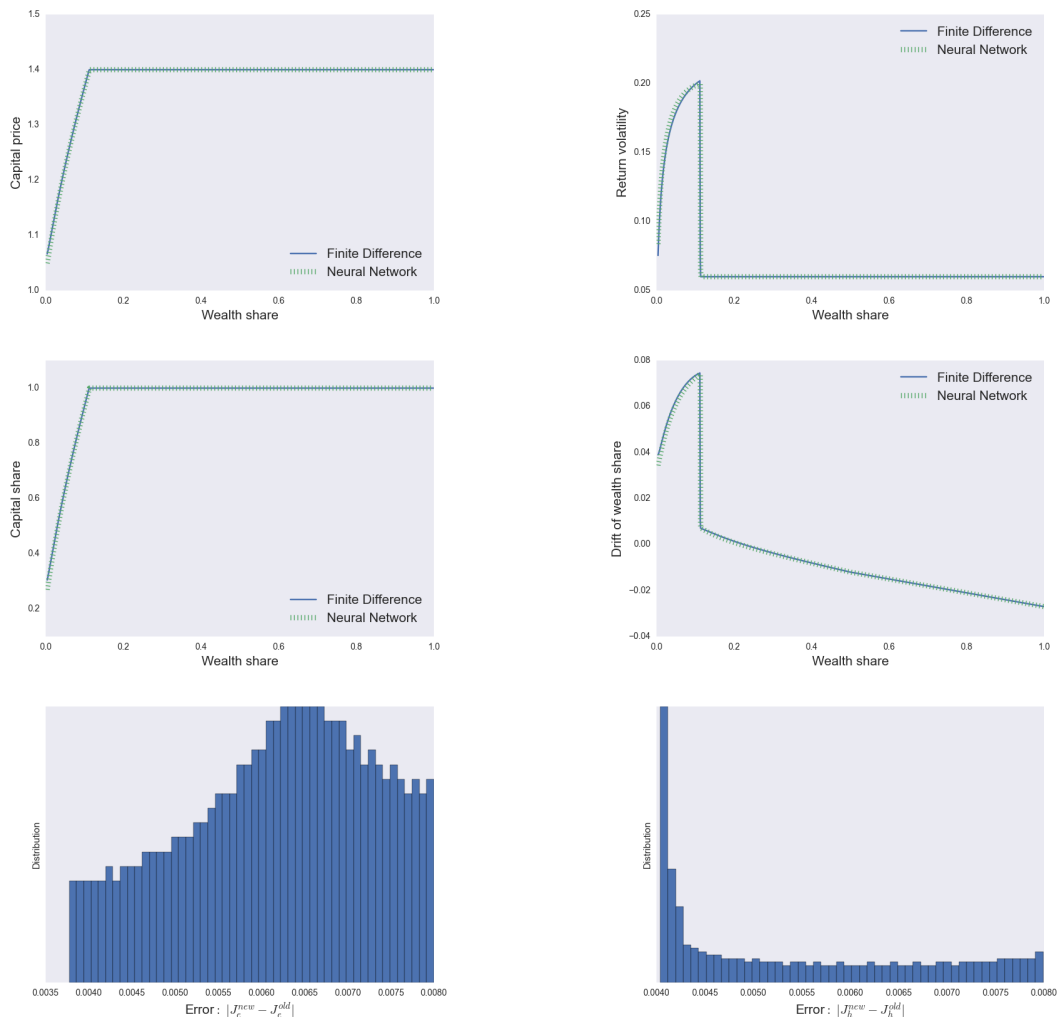 1.5
1.4
1.3
1.2
1.1
1.0
Capital price
Finite Difference
Neural Network
0.0 0.2 0.4 0.6 0.8 1.0
Wealth share
0.25
0.20
0.15
0.10
0.05
Return volatility
Finite Difference
Neural Network
0.0 0.2 0.4 0.6 0.8 1.0
Wealth share
1.0
0.8
0.6
0.4
0.2
Capital share
Finite Difference
Neural Network
0.0 0.2 0.4 0.6 0.8 1.0
Wealth share
0.08
0.06
0.04
0.02
0.00
−0.02
−0.04
Drift of wealth share
Finite Difference
Neural Network
0.0 0.2 0.4 0.6 0.8 1.0
Wealth share
Distribution
0.0035 0.0040 0.0045 0.0050 0.0055 0.0060 0.0065 0.0070 0.0075 0.0080
Error : |J_e^{new} − J_e^{old}|
Distribution
0.0040 0.0045 0.0050 0.0055 0.0060 0.0065 0.0070 0.0075 0.0080
Error : |J_h^{new} − J_h^{old}|